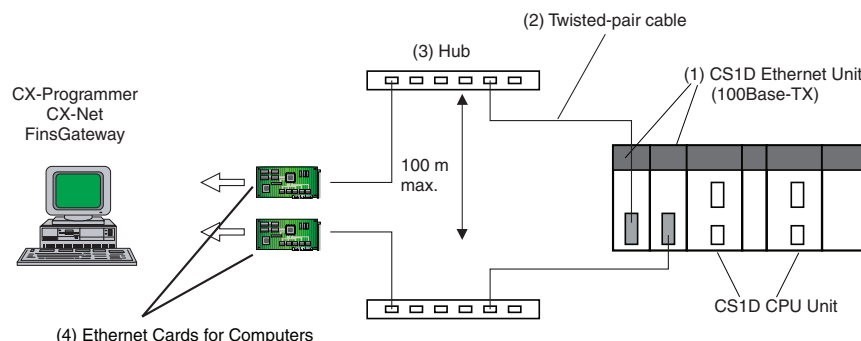 (2) Twisted-pair cable
(3) Hub
(1) CS1D Ethernet Unit
(100Base-TX)
CX-Programmer
CX-Net
FinsGateway
100 m
max.
CS1D CPU Unit
(4) Ethernet Cards for Computers